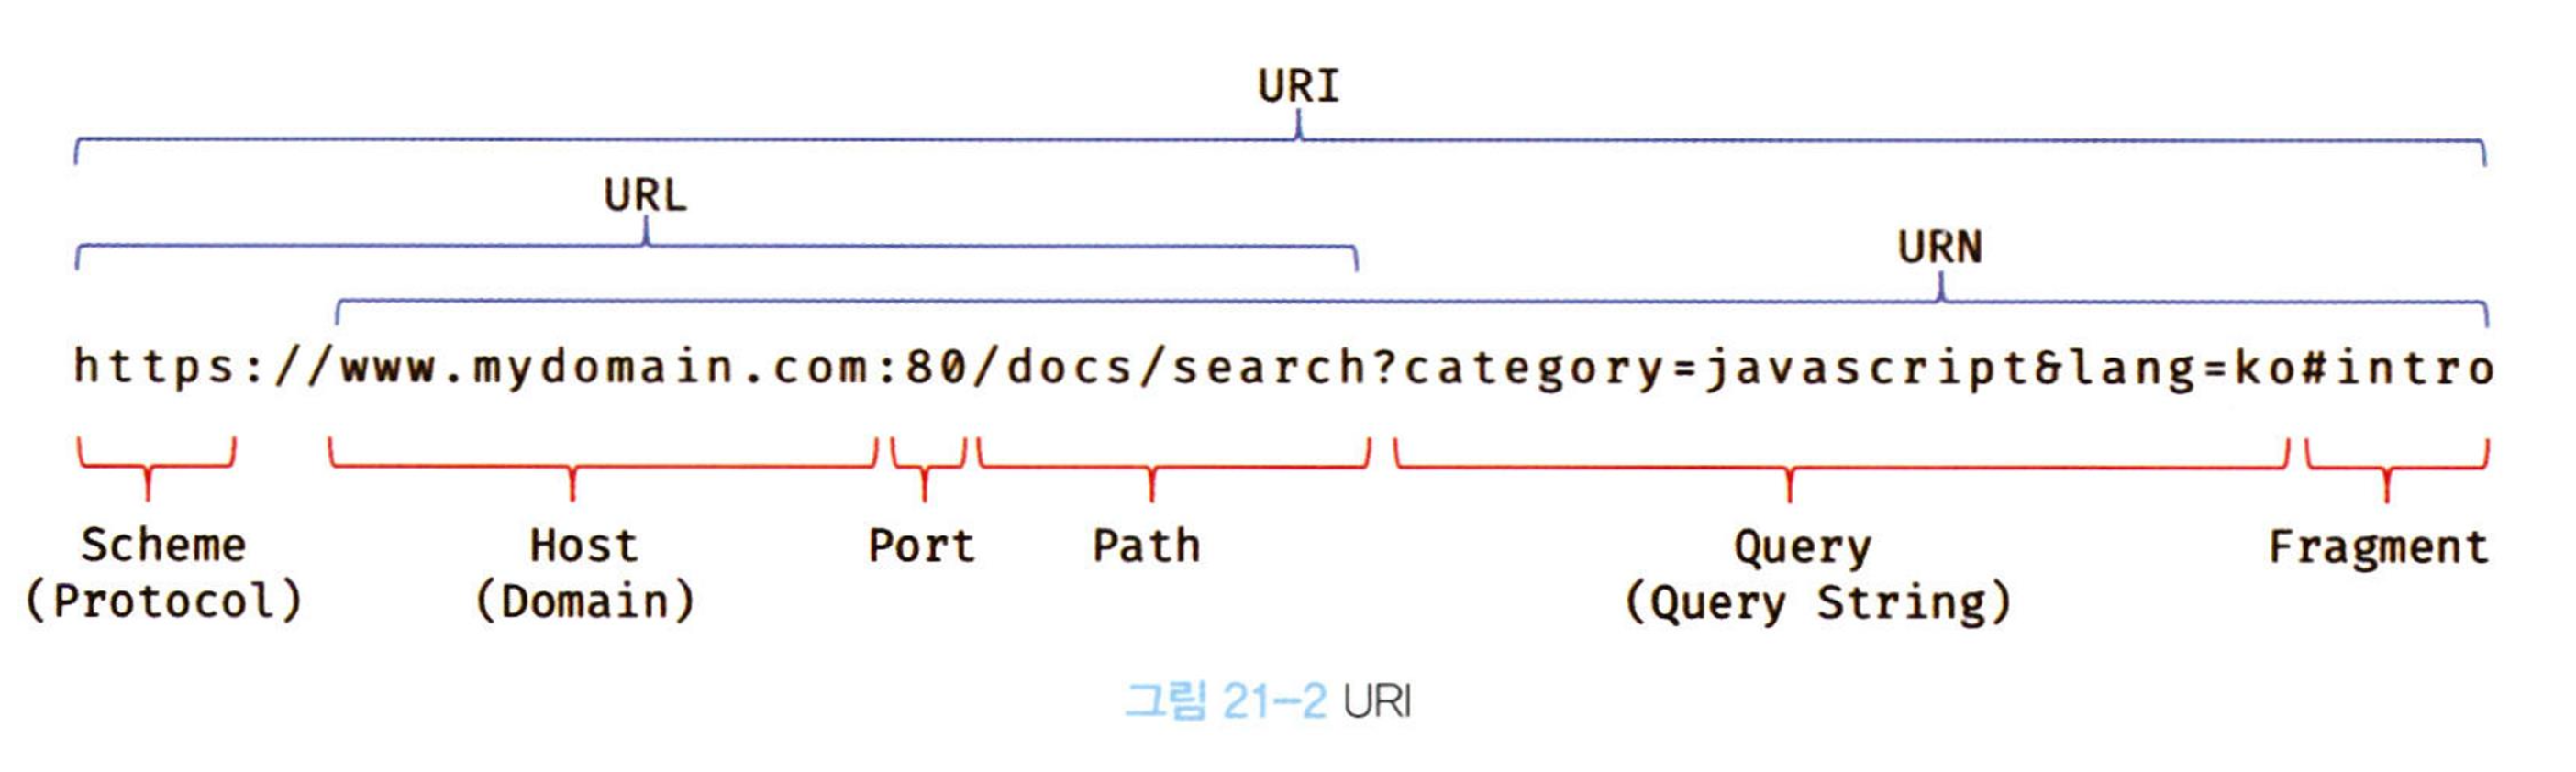 URI
URL
URN
https://www.mydomain.com:80/docs/search?category=javascript&lang=ko#intro
Scheme Host Port Path Query Fragment
(Protocol) (Domain) (Query String)
그림 21-2 URI